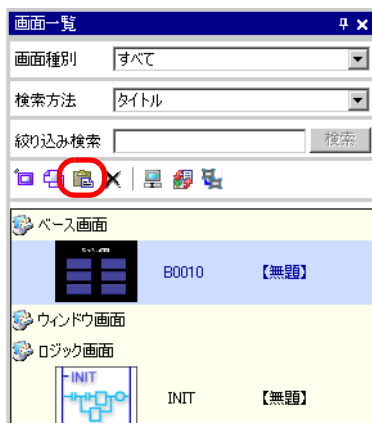 画面一覧
画面種別 すべて
検索方法 タイトル
絞り込み検索 検索
ベース画面
B0010 【無題】
ウィンドウ画面
ロジック画面
INIT
INIT 【無題】